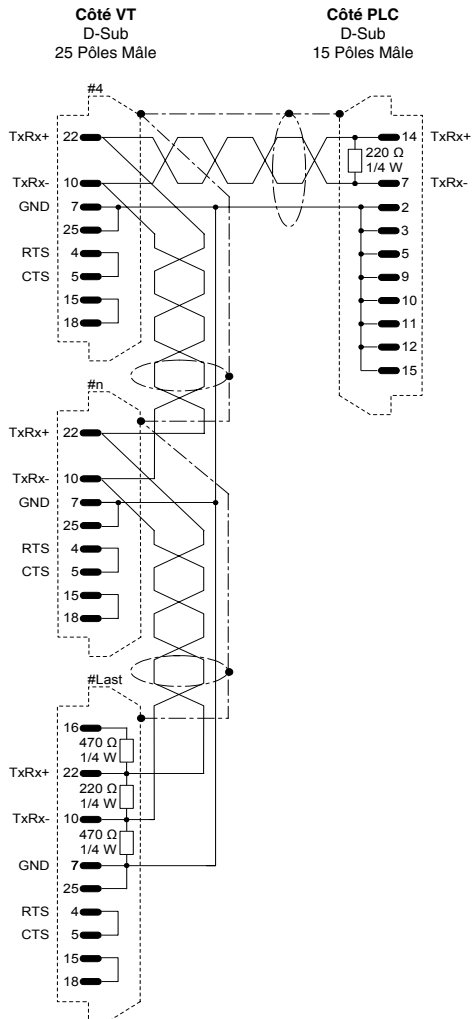 Côté VT
D-Sub
25 Pôles Mâle
Côté PLC
D-Sub
15 Pôles Mâle
#4
TxRx+ 22
TxRx- 10
GND 7
25
RTS 4
CTS 5
15
18
14 TxRx+
220 Ω
1/4 W
7 TxRx-
2
3
5
9
10
11
12
15
#n
TxRx+ 22
TxRx- 10
GND 7
25
RTS 4
CTS 5
15
18
#Last
16
470 Ω
1/4 W
TxRx+ 22
220 Ω
1/4 W
TxRx- 10
470 Ω
1/4 W
GND 7
25
RTS 4
CTS 5
15
18